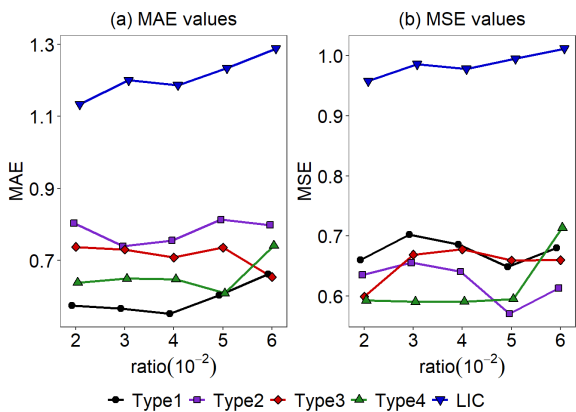 (a) MAE values
(b) MSE values
MAE
1.3
1.1
0.9
0.7
2 3 4 5 6
ratio(10⁻²)
MSE
1.0
0.9
0.8
0.7
0.6
2 3 4 5 6
ratio(10⁻²)
Type1 Type2 Type3 Type4 LIC